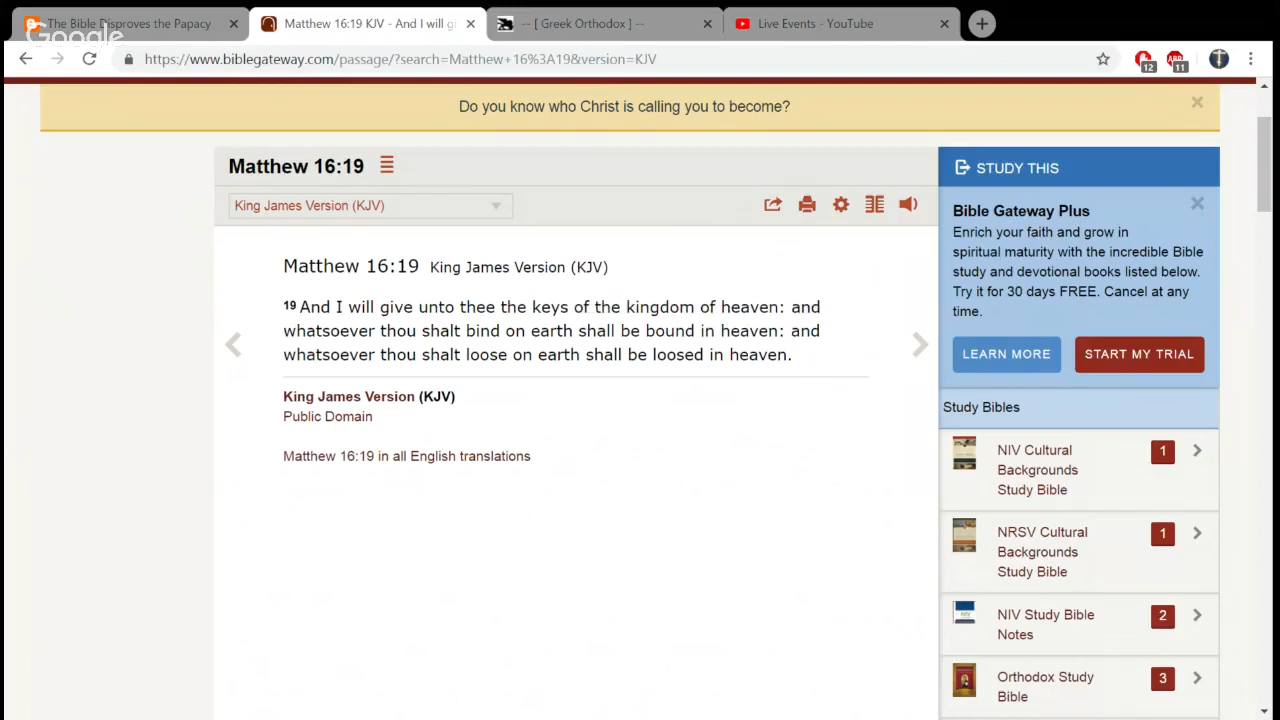 The Bible Disproves the Papacy
Matthew 16:19 KJV - And I will gi
-- [ Greek Orthodox ] --
Live Events - YouTube
Google
https://www.biblegateway.com/passage/?search=Matthew+16%3A19&version=KJV
12
ABP
11
Do you know who Christ is calling you to become?
Matthew 16:19
King James Version (KJV)
Matthew 16:19 King James Version (KJV)
19 And I will give unto thee the keys of the kingdom of heaven: and
whatsoever thou shalt bind on earth shall be bound in heaven: and
whatsoever thou shalt loose on earth shall be loosed in heaven.
King James Version (KJV)
Public Domain
Matthew 16:19 in all English translations
STUDY THIS
Bible Gateway Plus
Enrich your faith and grow in
spiritual maturity with the incredible Bible
study and devotional books listed below.
Try it for 30 days FREE. Cancel at any
time.
LEARN MORE
START MY TRIAL
Study Bibles
NIV Cultural
Backgrounds
Study Bible
1
NRSV Cultural
Backgrounds
Study Bible
1
NIV Study Bible
Notes
2
Orthodox Study
Bible
3